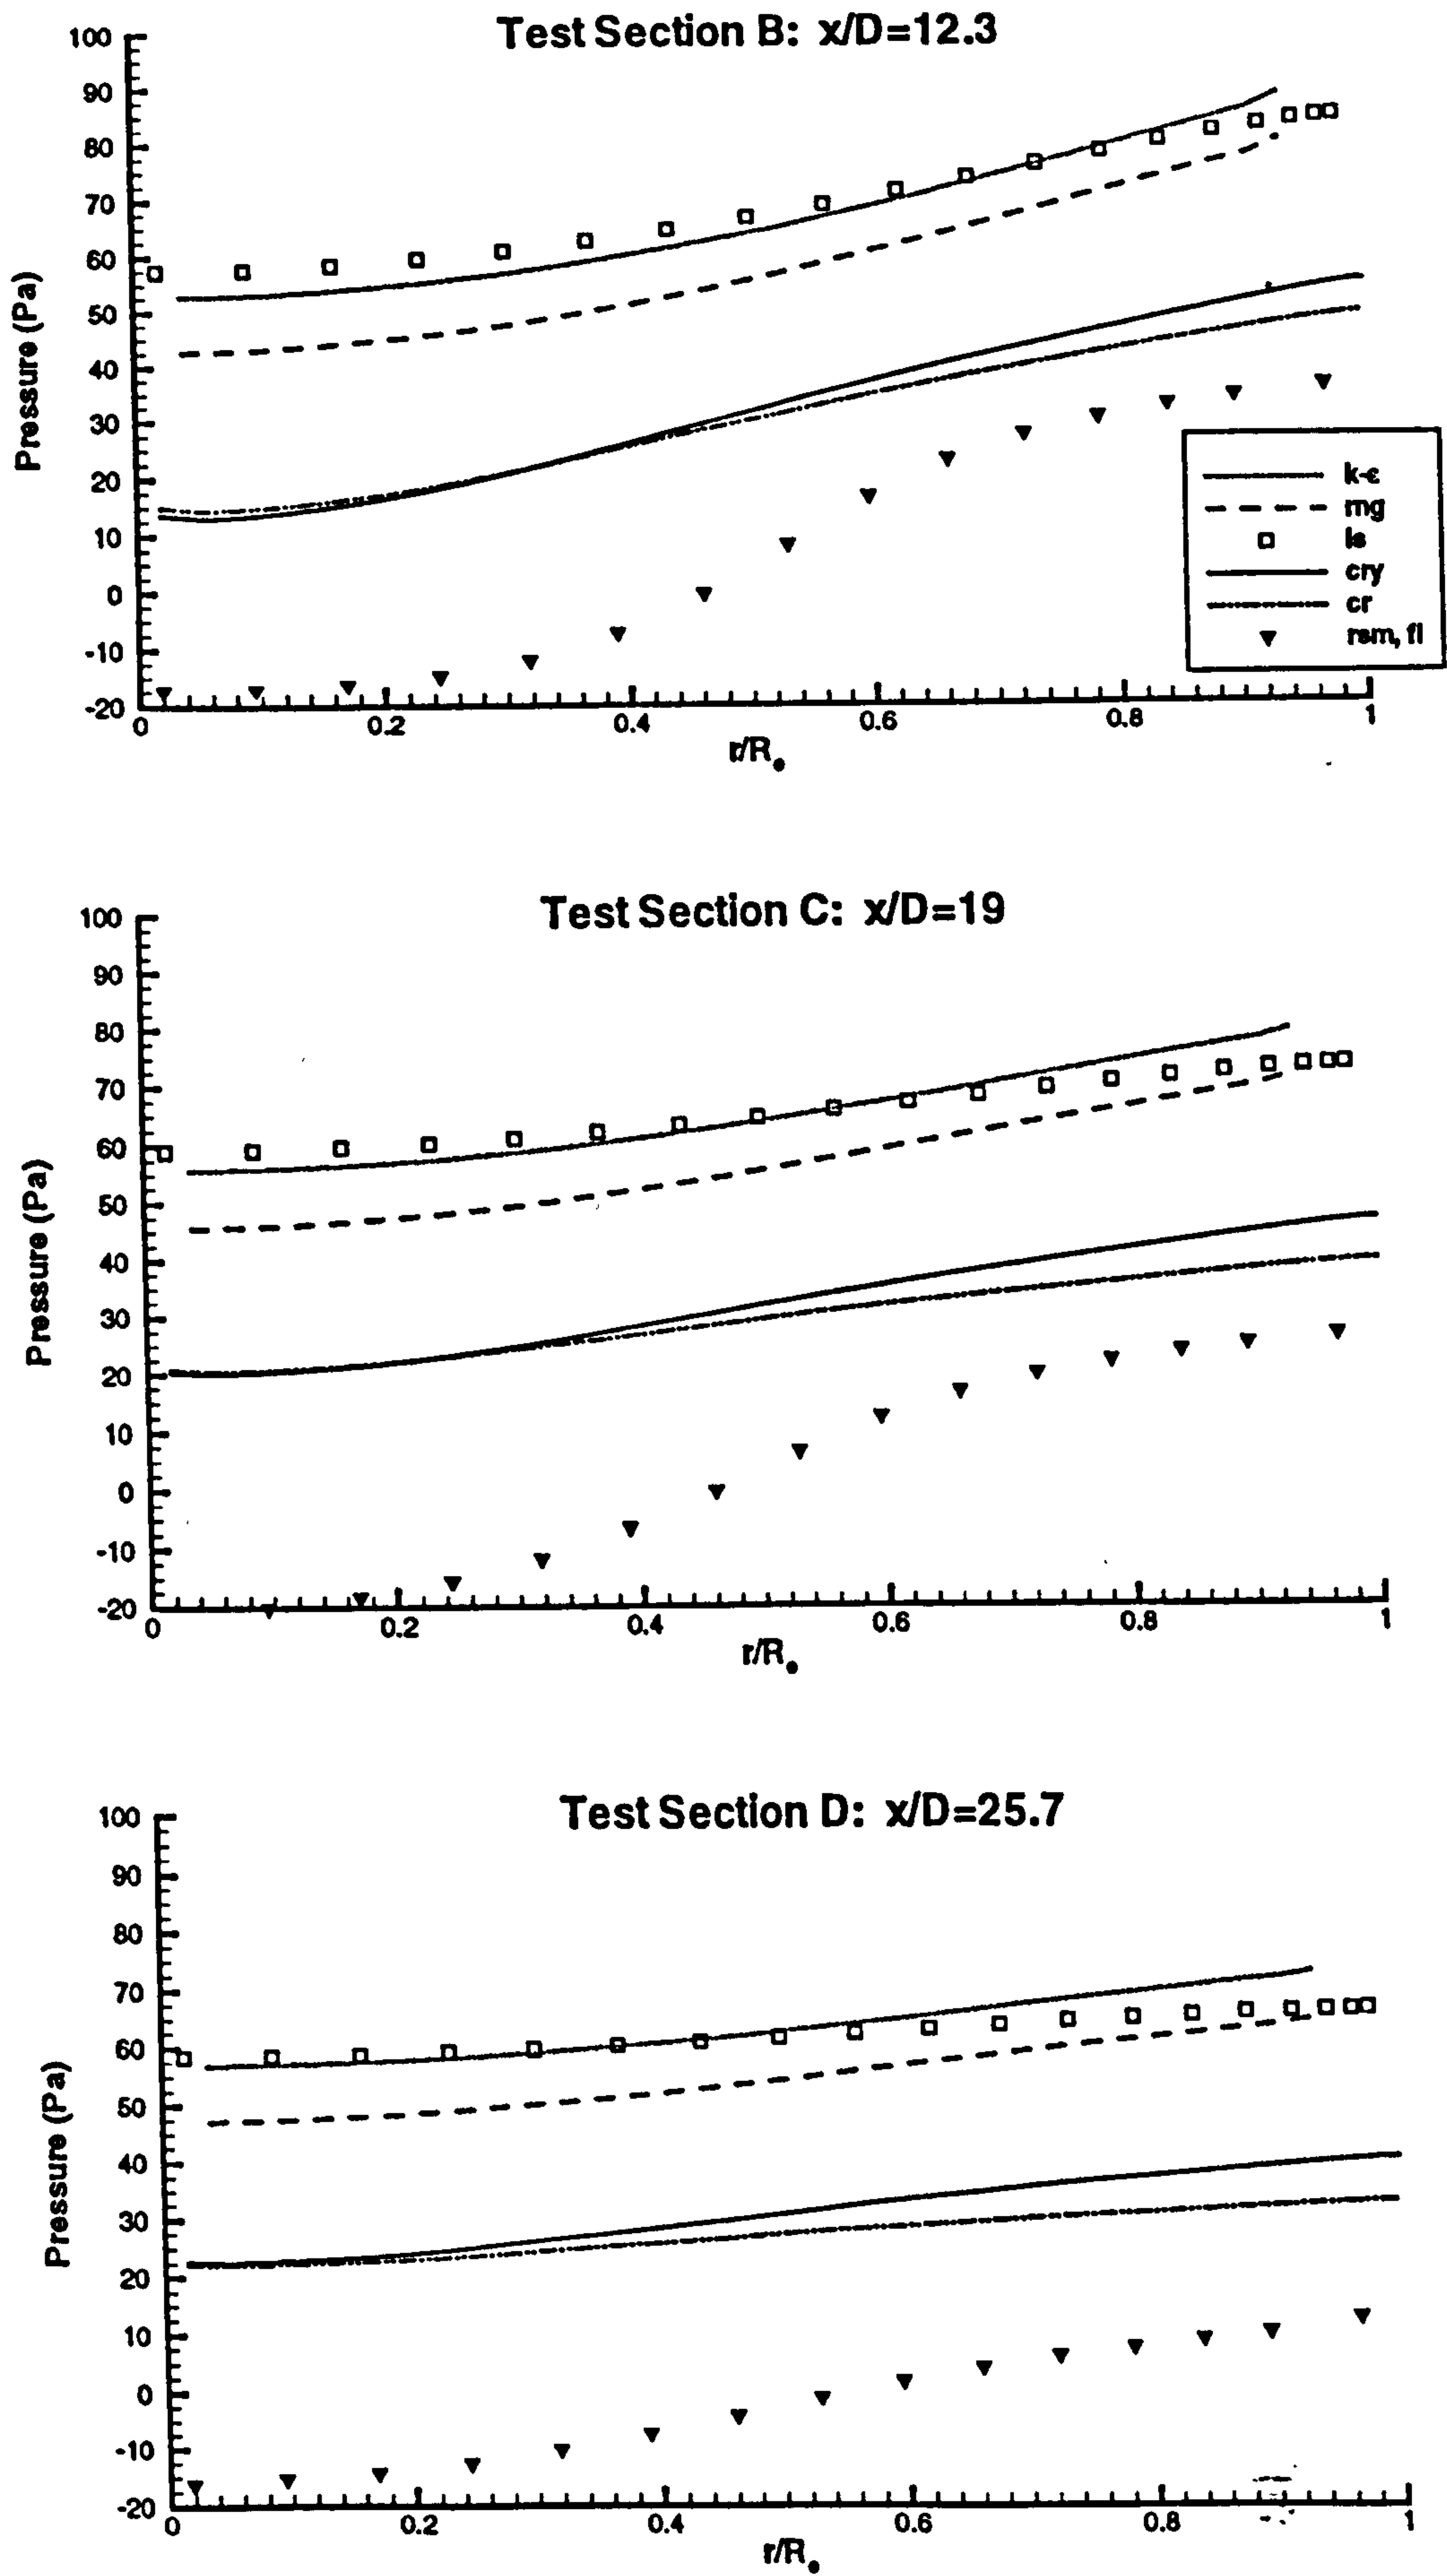 Test Section B: x/D=12.3
100
90
80
70
60
50
40
30
20
10
0
-10
-20
Pressure (Pa)
0 0.2 0.4 0.6 0.8 1
r/R
k-ε
rng
ls
cry
cr
rsm, fl
Test Section C: x/D=19
100
90
80
70
60
50
40
30
20
10
0
-10
-20
Pressure (Pa)
0 0.2 0.4 0.6 0.8 1
r/R
Test Section D: x/D=25.7
100
90
80
70
60
50
40
30
20
10
0
-10
-20
Pressure (Pa)
0 0.2 0.4 0.6 0.8 1
r/R